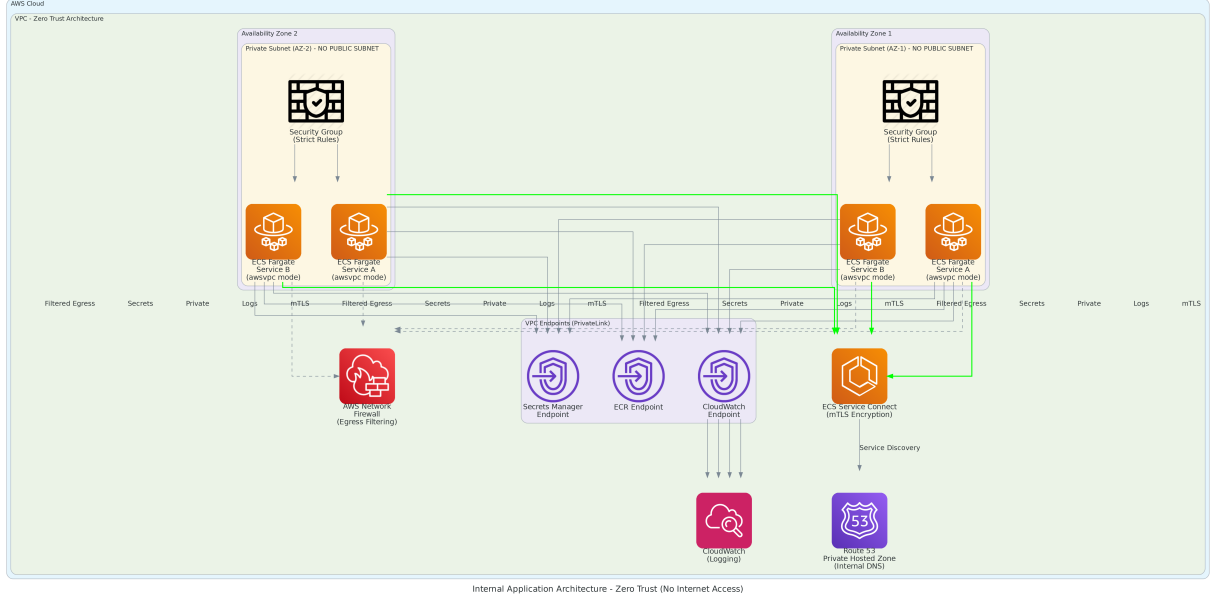 AWS Cloud
VPC - Zero Trust Architecture
Availability Zone 2
Private Subnet (AZ-2) - NO PUBLIC SUBNET
Security Group
(Strict Rules)
ECS Fargate
Service B
(awsvpc mode)
ECS Fargate
Service A
(awsvpc mode)
Availability Zone 1
Private Subnet (AZ-1) - NO PUBLIC SUBNET
Security Group
(Strict Rules)
ECS Fargate
Service B
(awsvpc mode)
ECS Fargate
Service A
(awsvpc mode)
Filtered Egress
Secrets
Private
Logs
mTLS
Filtered Egress
Secrets
Private
Logs
mTLS
Filtered Egress
Secrets
Private
Logs
mTLS
Filtered Egress
Secrets
Private
Logs
mTLS
AWS Network
Firewall
(Egress Filtering)
VPC Endpoints (PrivateLink)
Secrets Manager
Endpoint
ECR Endpoint
CloudWatch
Endpoint
ECS Service Connect
(mTLS Encryption)
Service Discovery
CloudWatch
(Logging)
53
Route 53
Private Hosted Zone
(Internal DNS)
Internal Application Architecture - Zero Trust (No Internet Access)